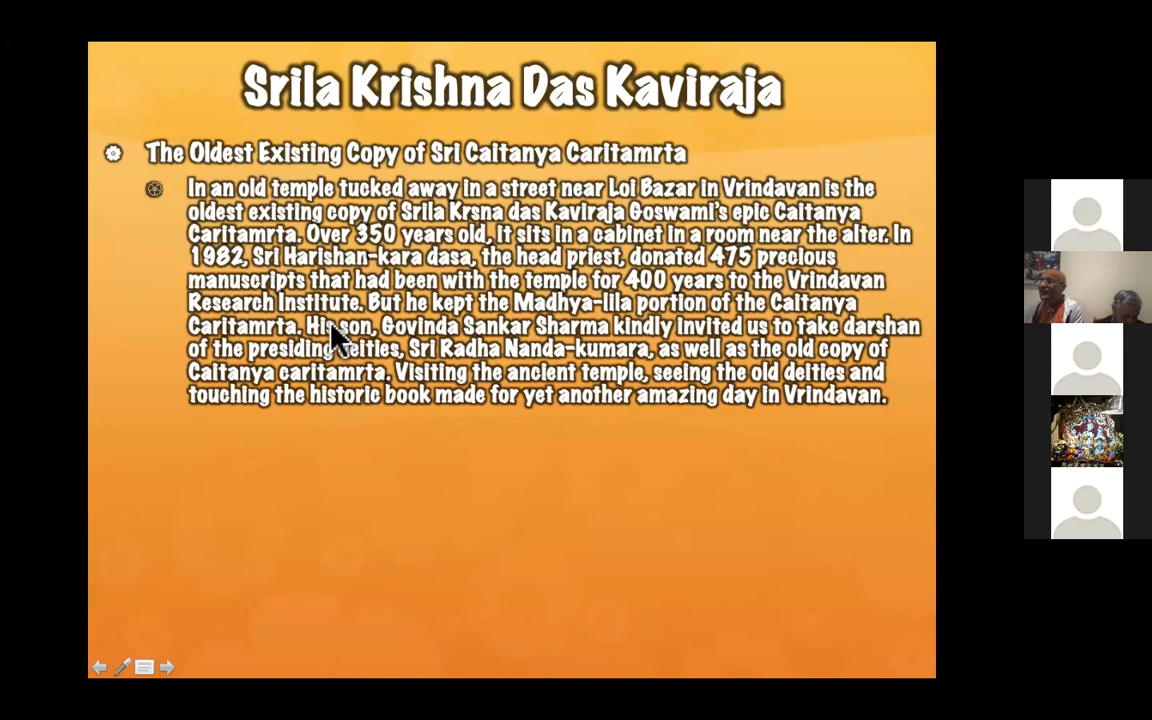 Srila Krishna Das Kaviraja
The Oldest Existing Copy of Sri Caitanya Caritamrta
In an old temple tucked away in a street near Loi Bazar in Vrindavan is the
oldest existing copy of Srila Krsna das Kaviraja Goswami's epic Caitanya
Caritamrta. Over 350 years old, it sits in a cabinet in a room near the alter. In
1982, Sri Harishan-kara dasa, the head priest, donated 475 precious
manuscripts that had been with the temple for 400 years to the Vrindavan
Research Institute. But he kept the Madhya-lila portion of the Caitanya
Caritamrta. His son, Govinda Sankar Sharma kindly invited us to take darshan
of the presiding deities, Sri Radha Nanda-kumara, as well as the old copy of
Caitanya caritamrta. Visiting the ancient temple, seeing the old deities and
touching the historic book made for yet another amazing day in Vrindavan.